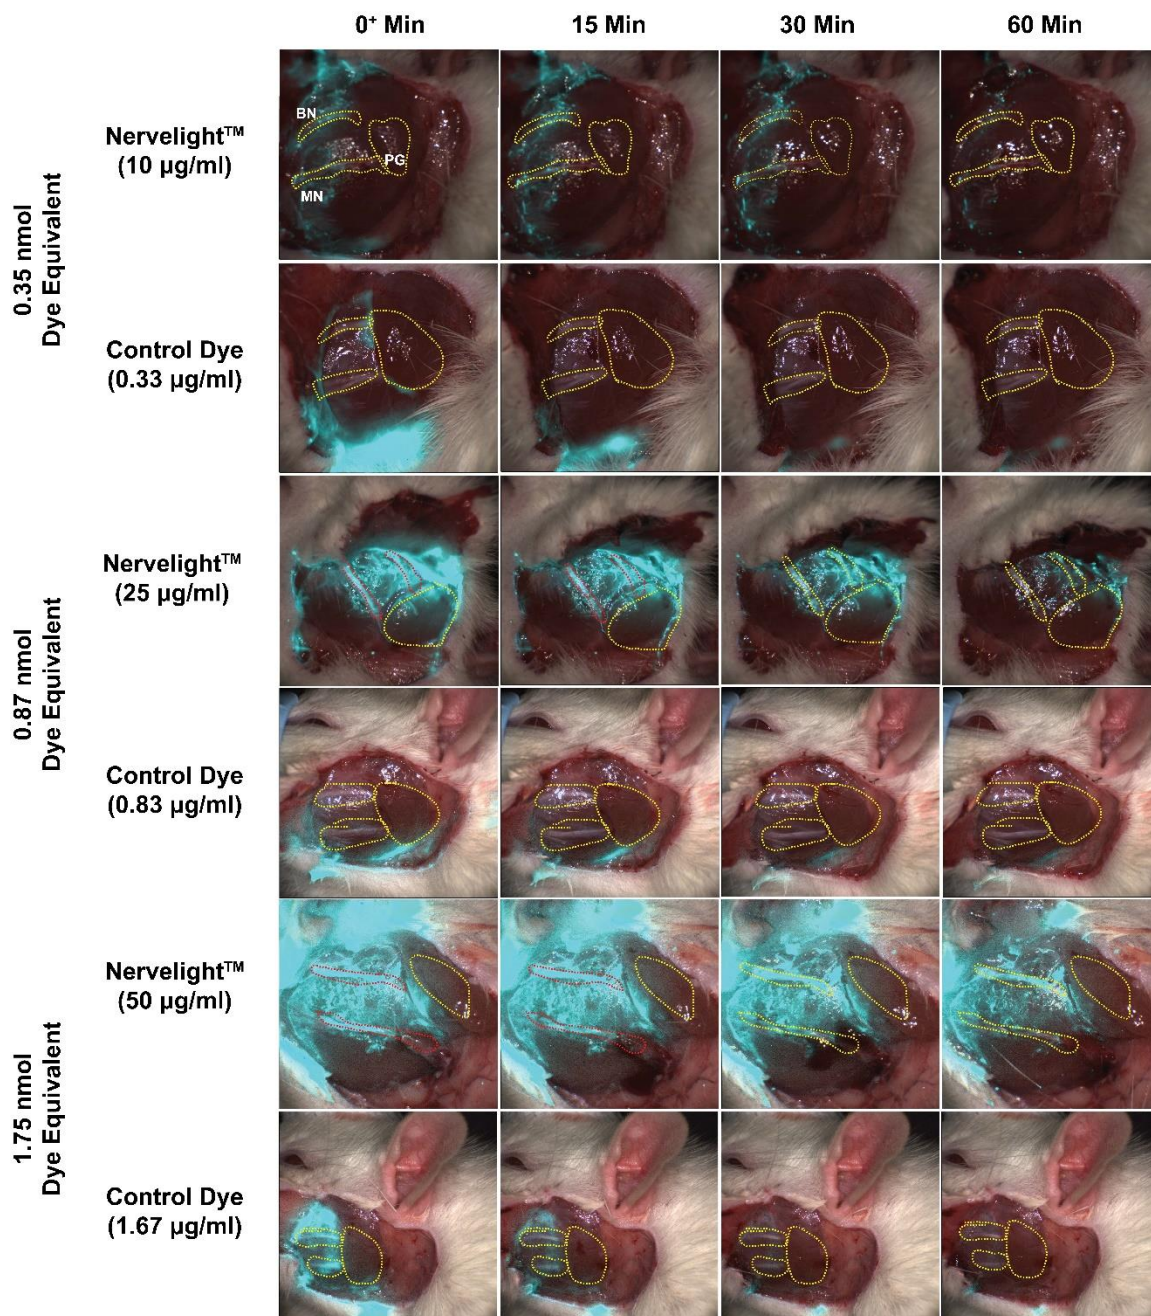 0⁺ Min
15 Min
30 Min
60 Min
0.35 nmol
Dye Equivalent
Nervelight™
(10 µg/ml)
BN
PG
MN
Control Dye
(0.33 µg/ml)
0.87 nmol
Dye Equivalent
Nervelight™
(25 µg/ml)
Control Dye
(0.83 µg/ml)
1.75 nmol
Dye Equivalent
Nervelight™
(50 µg/ml)
Control Dye
(1.67 µg/ml)